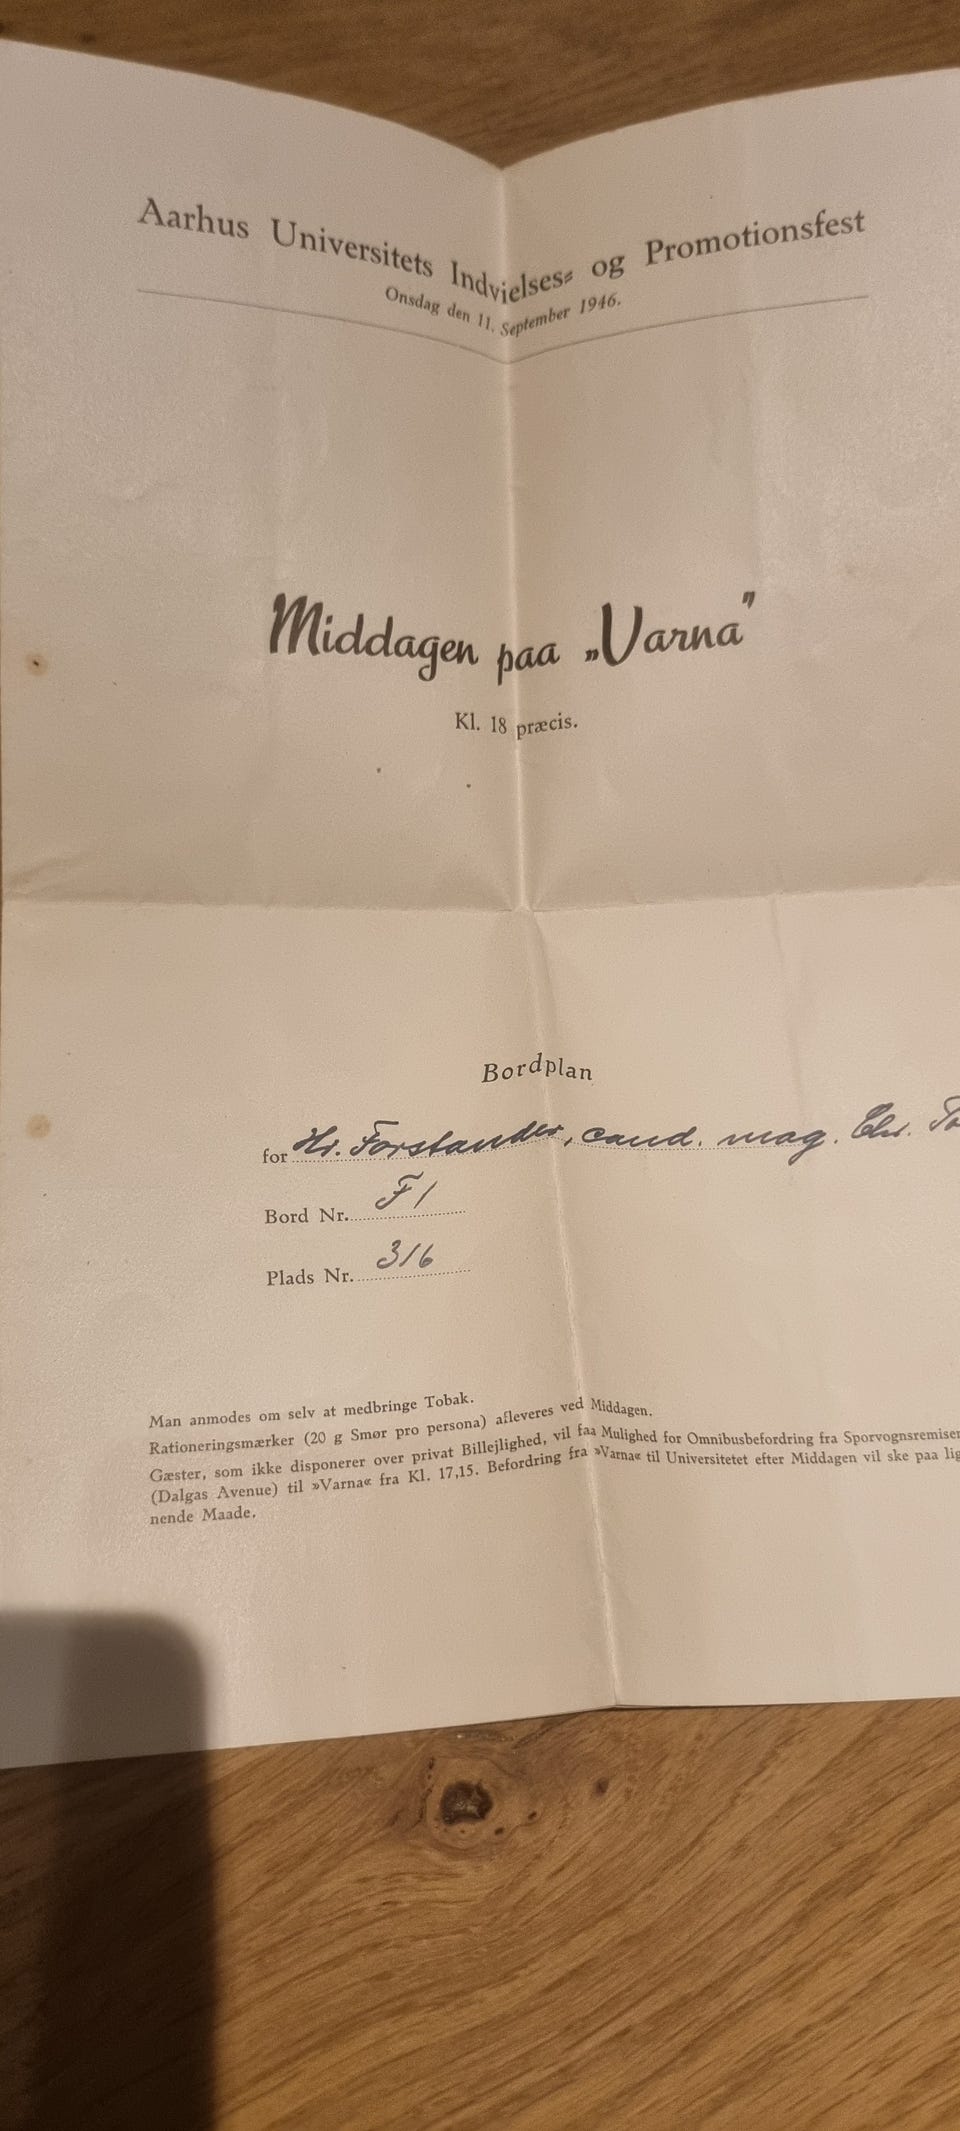 Aarhus Universitets Indvielses= og Promotionsfest
Onsdag den 11. September 1946.
Middagen paa „Varna”
Kl. 18 præcis.
Bordplan
for Hr. Forstander, cand. mag. Chr.
Bord Nr. F 1
Plads Nr. 316
Man anmodes om selv at medbringe Tobak.
Rationeringsmærker (20 g Smør pro persona) afleveres ved Middagen.
Gæster, som ikke disponerer over privat Billejlighed, vil faa Mulighed for Omnibusbefordring fra Sporvognsremisen
(Dalgas Avenue) til »Varna« fra Kl. 17,15. Befordring fra »Varna« til Universitetet efter Middagen vil ske paa lig
nende Maade.